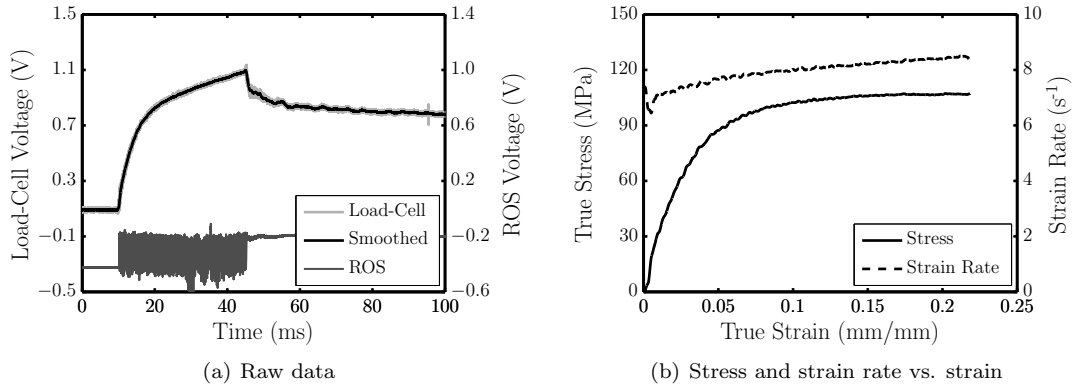 1.5
1.1
0.7
0.3
−0.1
−0.5
Load-Cell Voltage (V)
1.4
1.0
0.6
0.2
−0.2
−0.6
ROS Voltage (V)
0
20
40
60
80
100
Time (ms)
Load-Cell
Smoothed
ROS
(a) Raw data
150
120
90
60
30
0
True Stress (MPa)
10
8
6
4
2
0
Strain Rate (s⁻¹)
0
0.05
0.1
0.15
0.2
0.25
True Strain (mm/mm)
Stress
Strain Rate
(b) Stress and strain rate vs. strain